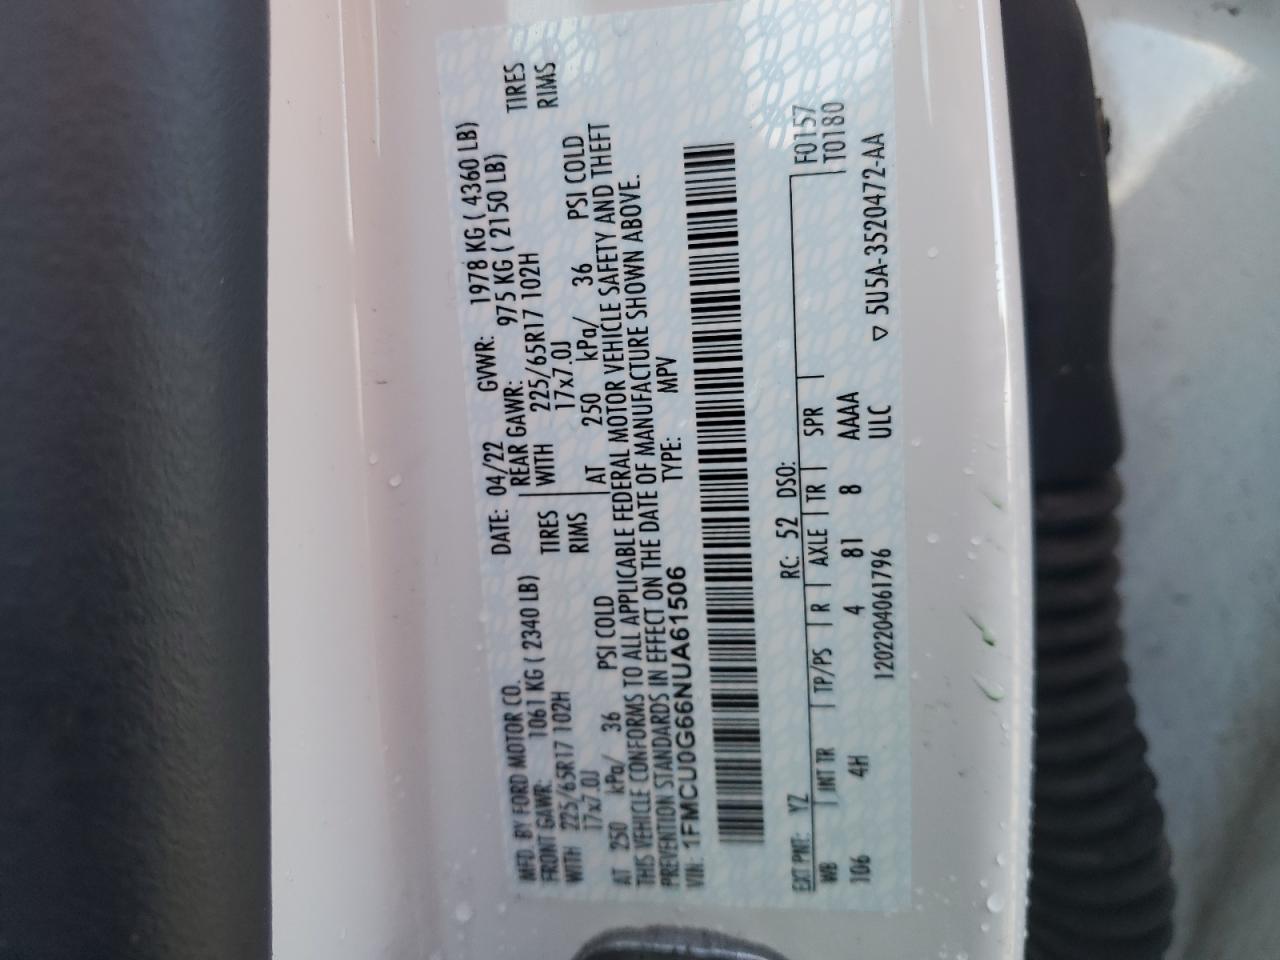 MFD. BY FORD MOTOR CO.
DATE: 04/22 GVWR: 1978 KG ( 4360 LB)
FRONT GAWR: 1061 KG ( 2340 LB) REAR GAWR: 975 KG ( 2150 LB)
WITH 225/65R17 102H TIRES WITH 225/65R17 102H TIRES
17x7.0J RIMS 17x7.0J RIMS
AT 250 kPa/ 36 PSI COLD AT 250 kPa/ 36 PSI COLD
THIS VEHICLE CONFORMS TO ALL APPLICABLE FEDERAL MOTOR VEHICLE SAFETY AND THEFT
PREVENTION STANDARDS IN EFFECT ON THE DATE OF MANUFACTURE SHOWN ABOVE.
VIN: 1FMCU0G66NUA61506 TYPE: MPV
EXT PNT: YZ RC: 52 DSO: F0157
WB INT TR TP/PS R AXLE TR SPR T0180
106 4H 4 81 8 AAAA
1202204061796 ULC ▽ 5U5A-3520472-AA